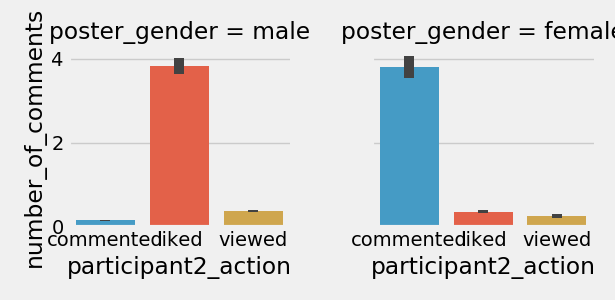 poster_gender = male
poster_gender = female
number_of_comments
4
2
0
commented liked viewed
commented liked viewed
participant2_action
participant2_action